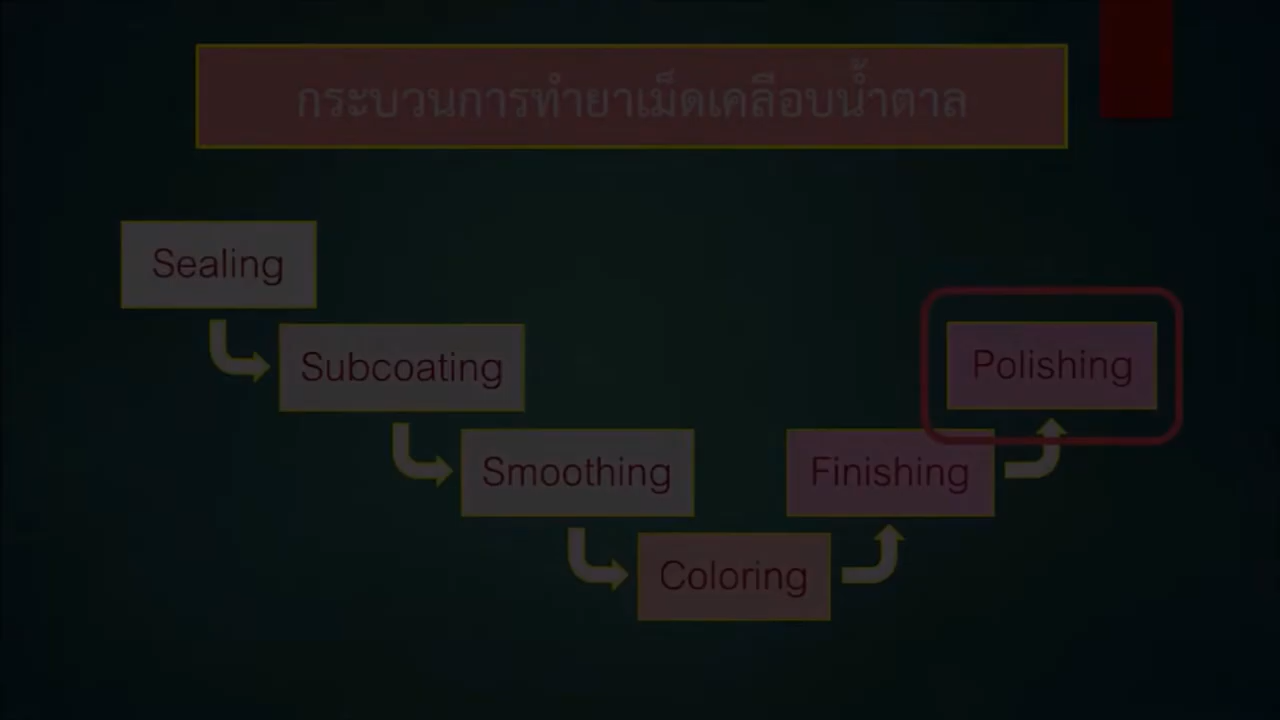 กระบวนการทำยาเม็ดเคลือบน้ำตาล
Sealing
Subcoating
Smoothing
Coloring
Finishing
Polishing